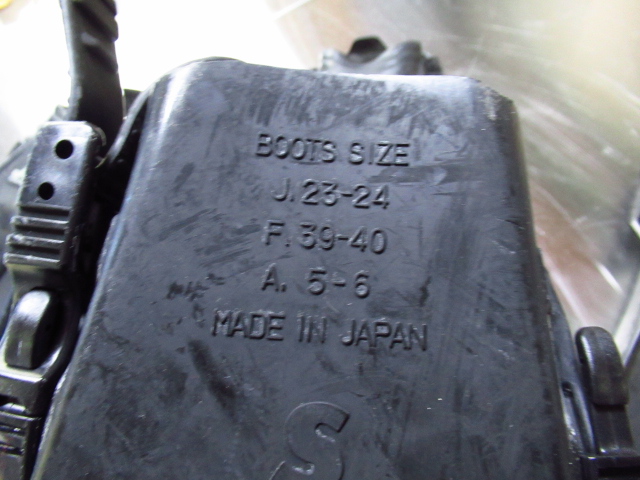 BOOTS SIZE
J. 23-24
F. 39-40
A. 5-6
MADE IN JAPAN
S